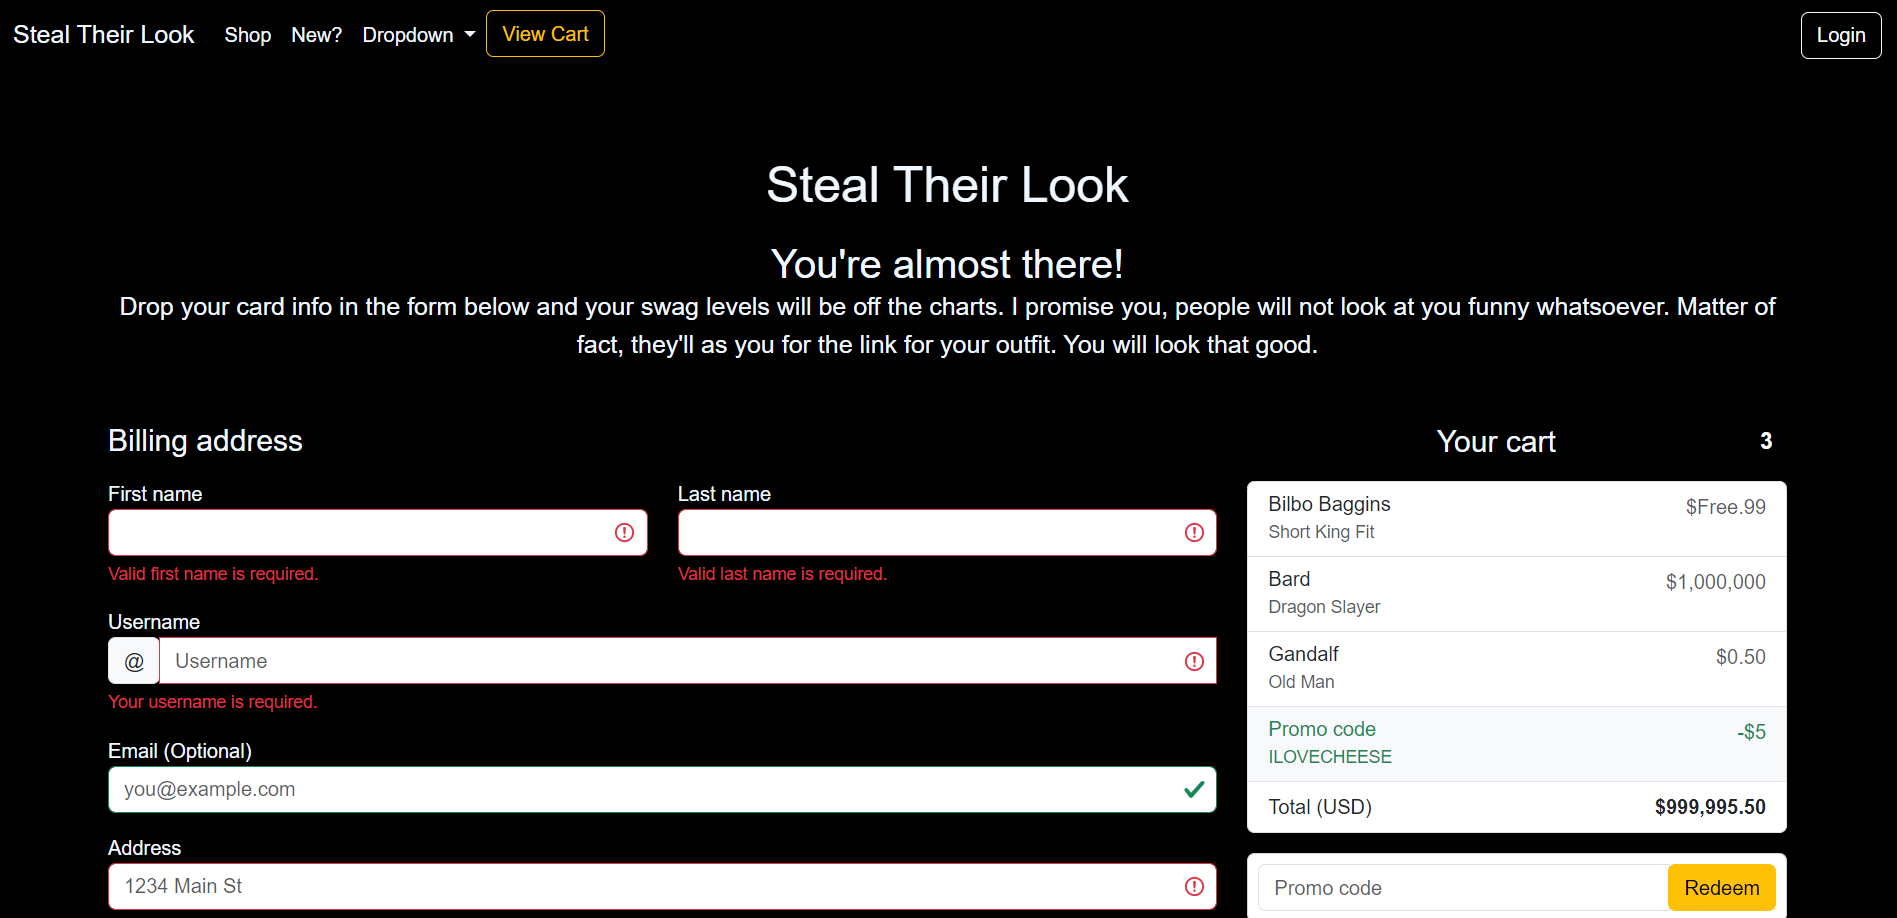 Steal Their Look
Shop
New?
Dropdown
View Cart
Login
Steal Their Look
You're almost there!
Drop your card info in the form below and your swag levels will be off the charts. I promise you, people will not look at you funny whatsoever. Matter of
fact, they'll as you for the link for your outfit. You will look that good.
Billing address
First name
Last name
Valid first name is required.
Valid last name is required.
Username
@ Username
Your username is required.
Email (Optional)
you@example.com
Address
1234 Main St
Your cart 3
Bilbo Baggins $Free.99
Short King Fit
Bard $1,000,000
Dragon Slayer
Gandalf $0.50
Old Man
Promo code -$5
ILOVECHEESE
Total (USD) $999,995.50
Promo code Redeem